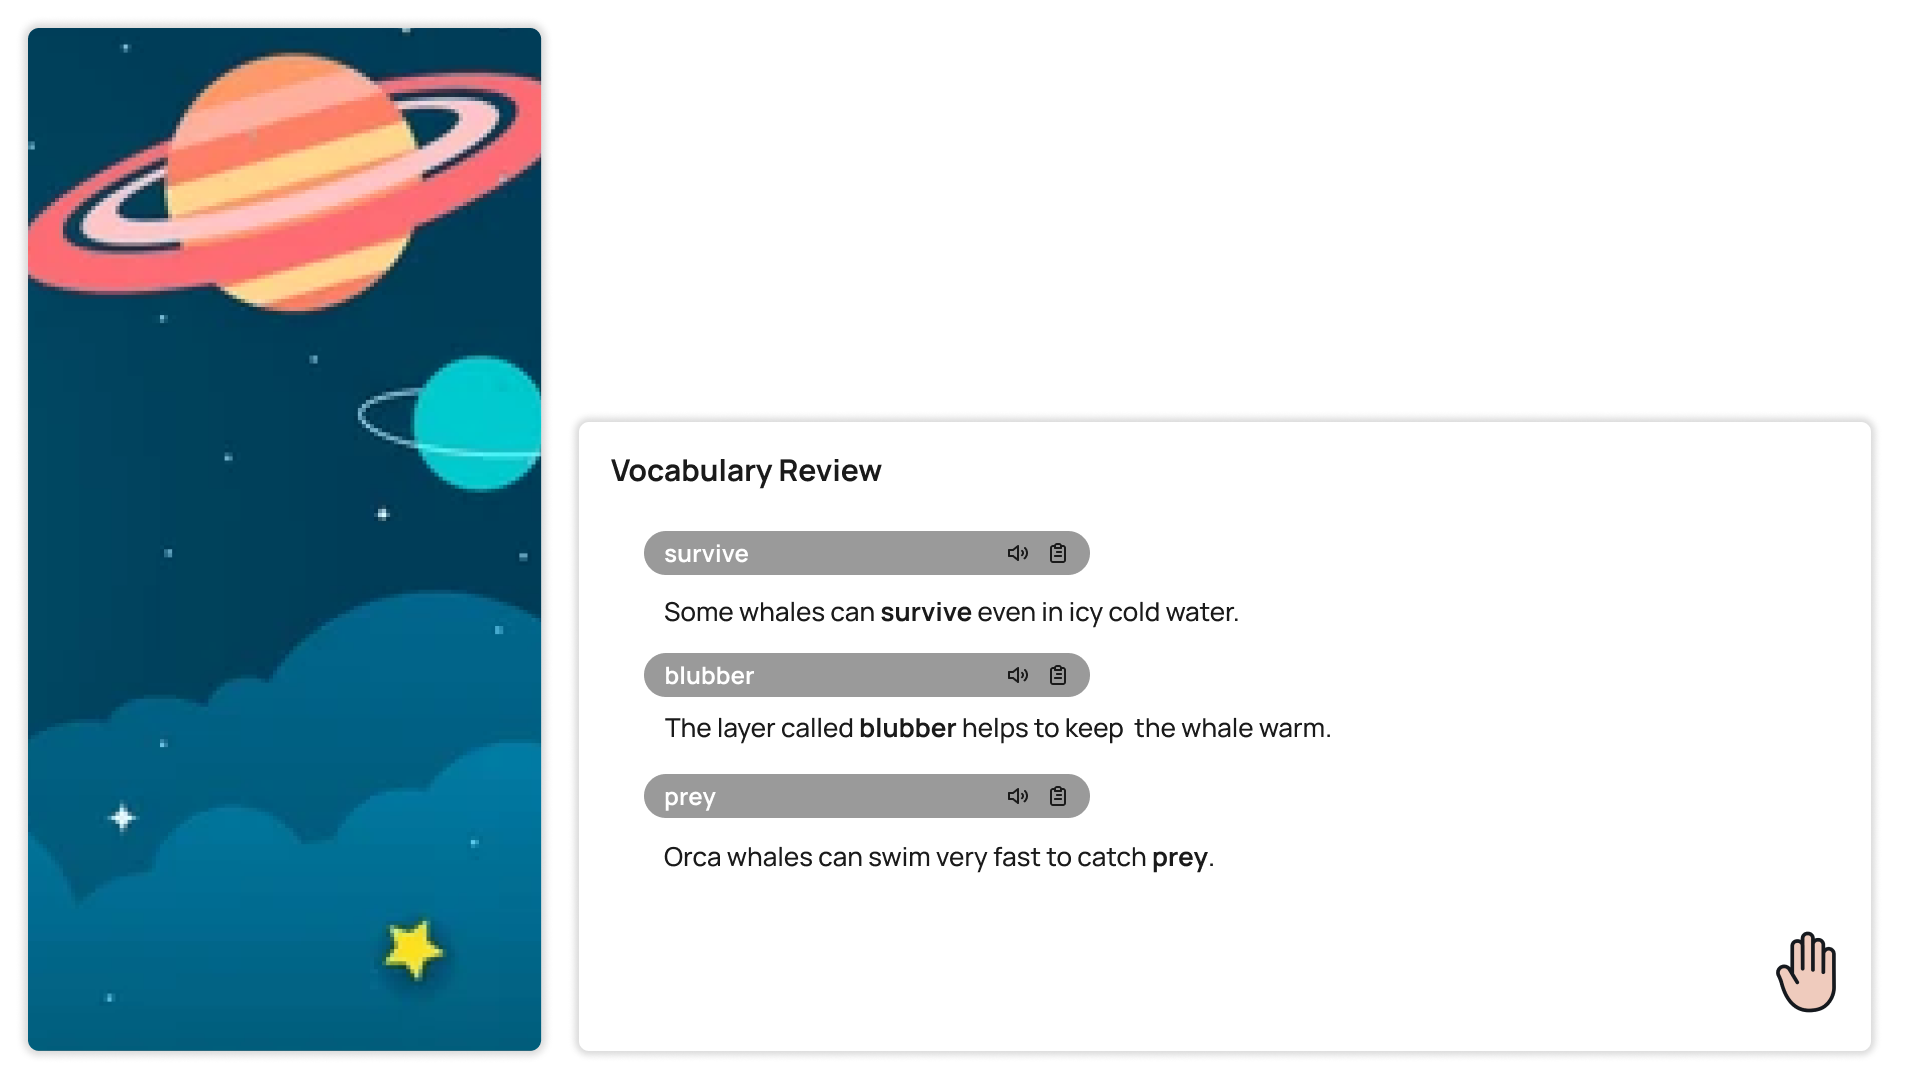 Vocabulary Review
survive
Some whales can survive even in icy cold water.
blubber
The layer called blubber helps to keep  the whale warm.
prey
Orca whales can swim very fast to catch prey.